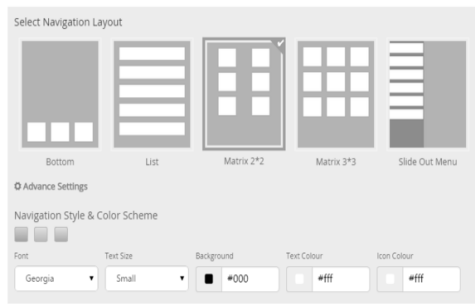 Select Navigation Layout
Bottom List Matrix 2*2 Matrix 3*3 Slide Out Menu
Advance Settings
Navigation Style & Color Scheme
Font Text Size Background Text Colour Icon Colour
Georgia Small #000 #fff #fff